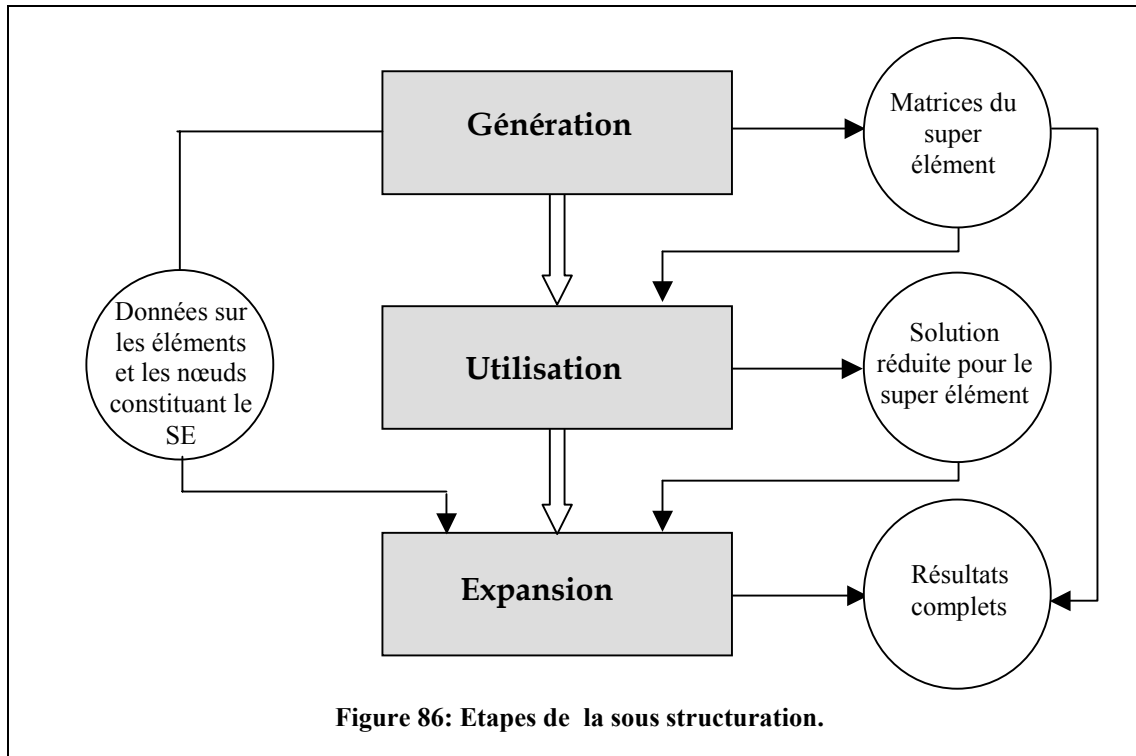 Génération
Matrices du
super
élément
Données sur
les éléments
et les nœuds
constituant le
SE
Utilisation
Solution
réduite pour le
super élément
Expansion
Résultats
complets
Figure 86: Etapes de  la sous structuration.